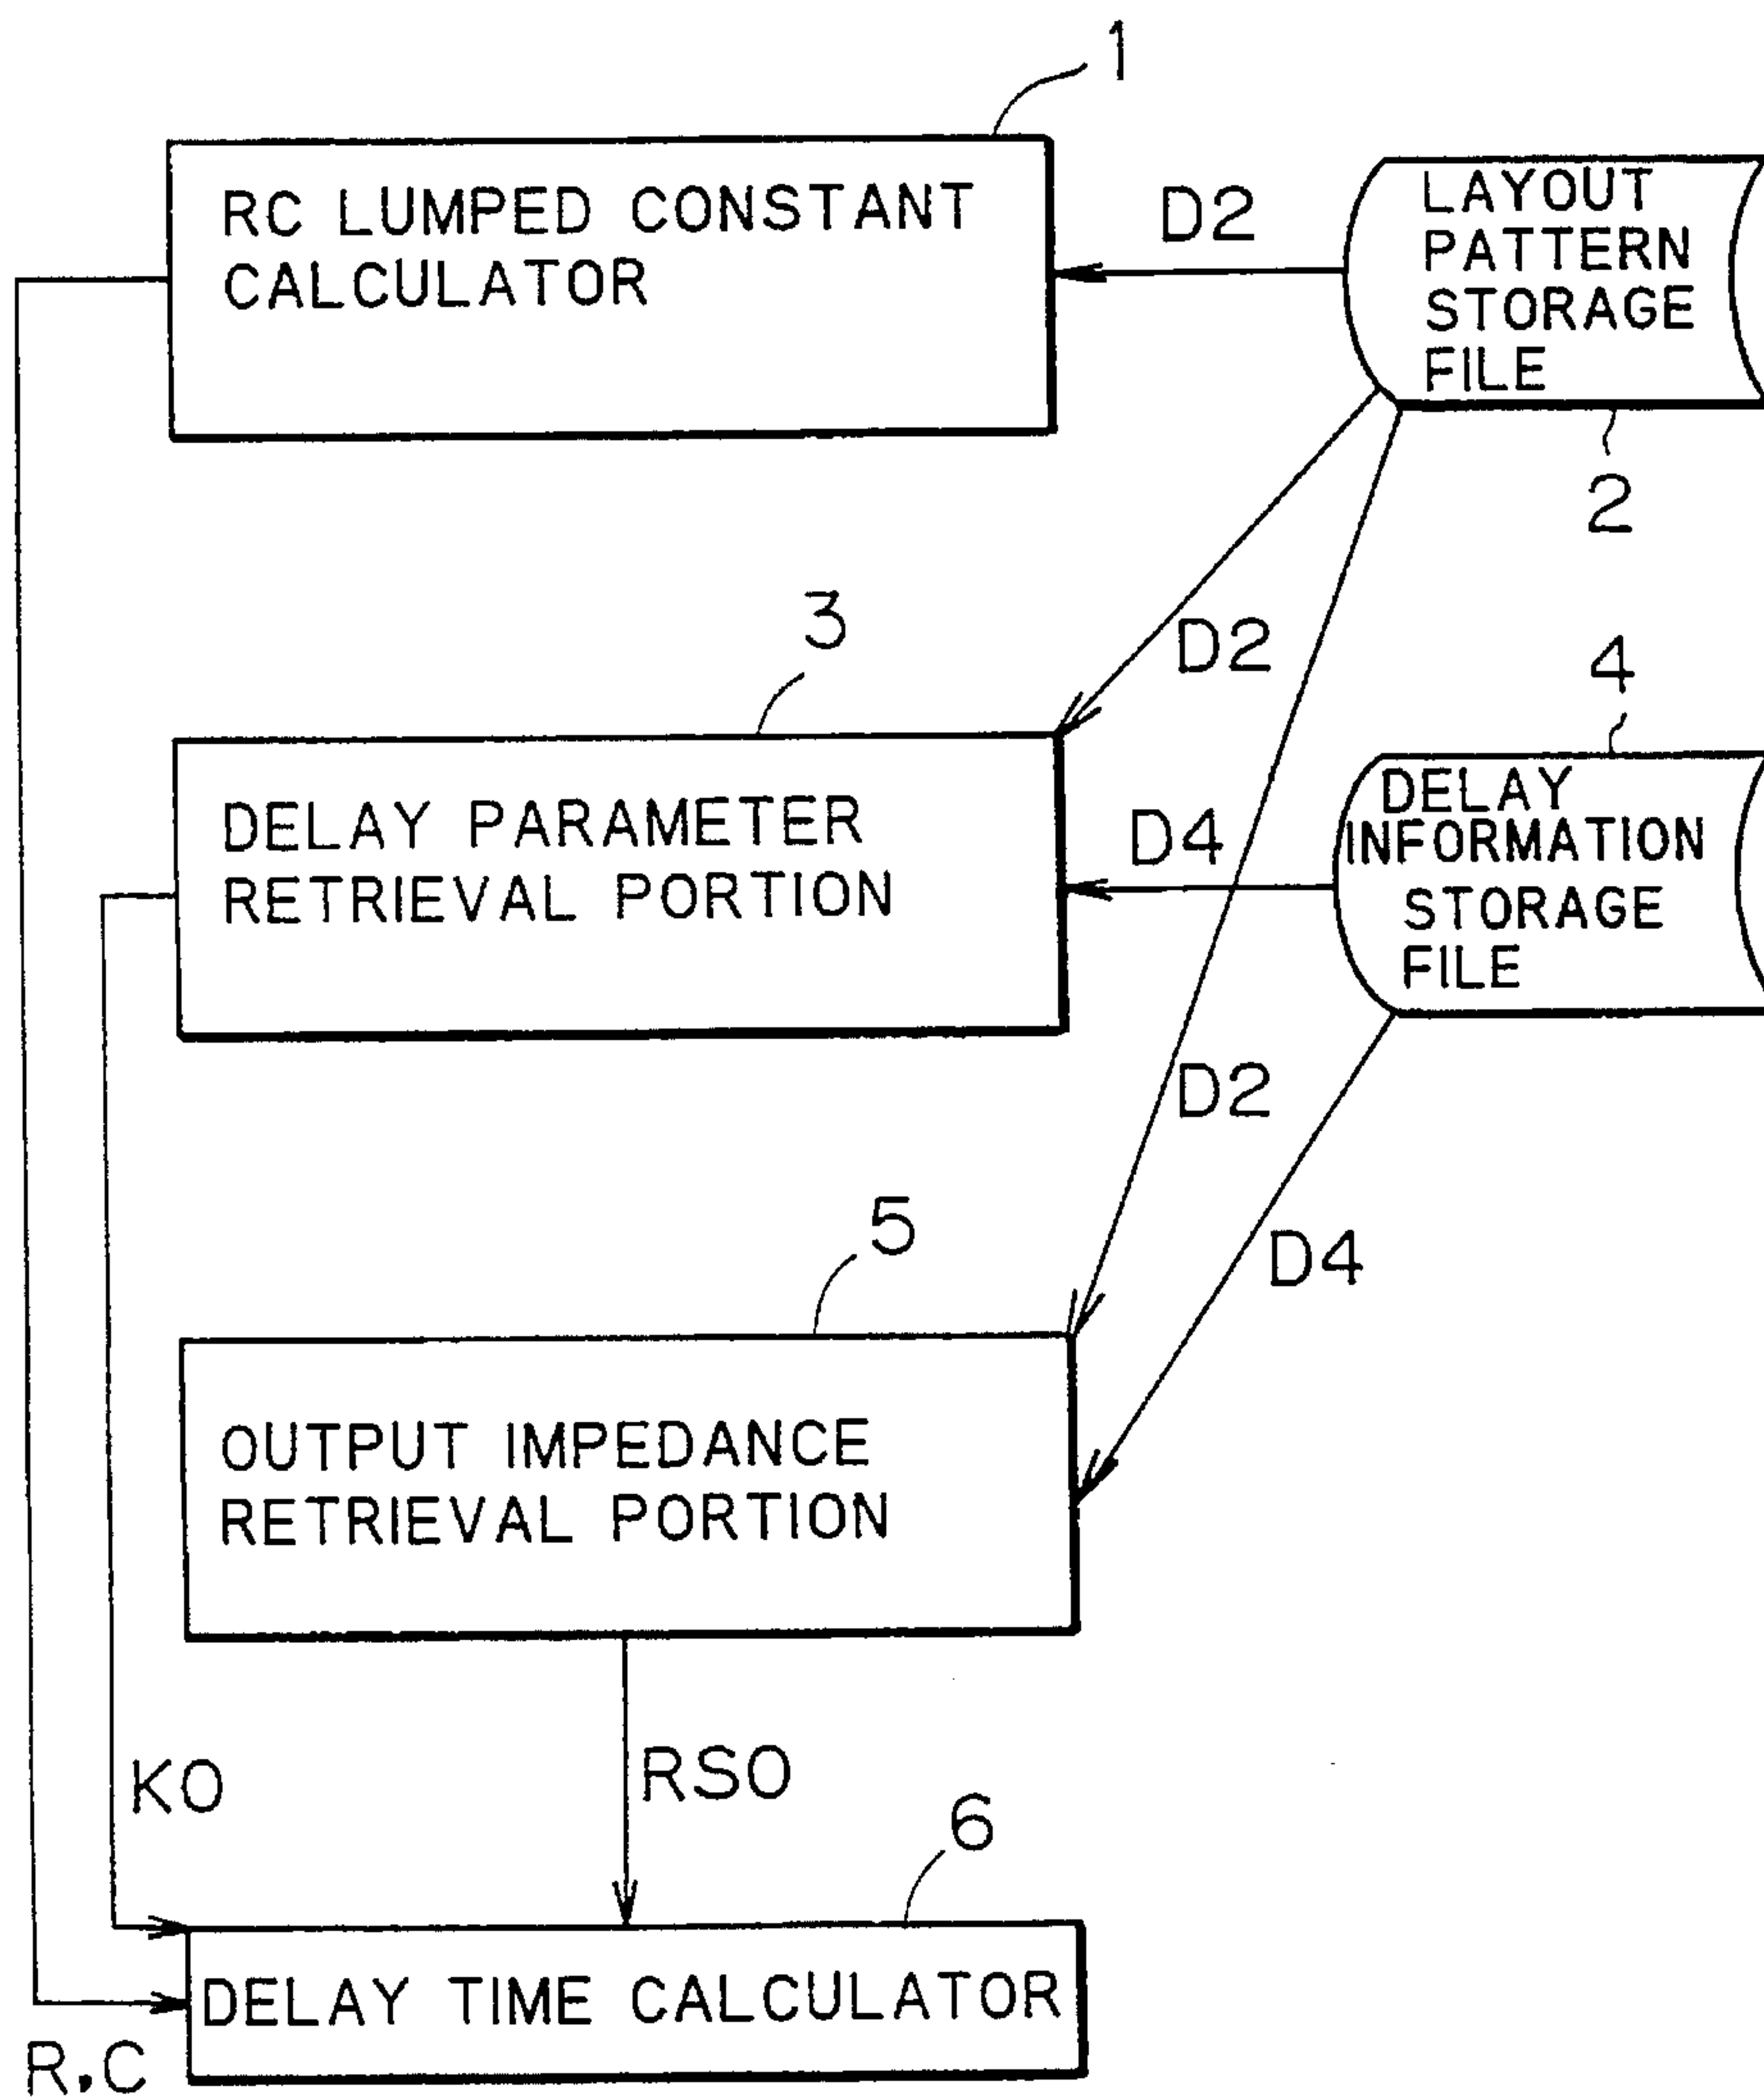 1
RC LUMPED CONSTANT
CALCULATOR
D2
LAYOUT
PATTERN
STORAGE
FILE
2
3
D2
4
DELAY PARAMETER
RETRIEVAL PORTION
D4
DELAY
INFORMATION
STORAGE
FILE
D2
5
D4
OUTPUT IMPEDANCE
RETRIEVAL PORTION
KO
RSO
6
DELAY TIME CALCULATOR
R,C